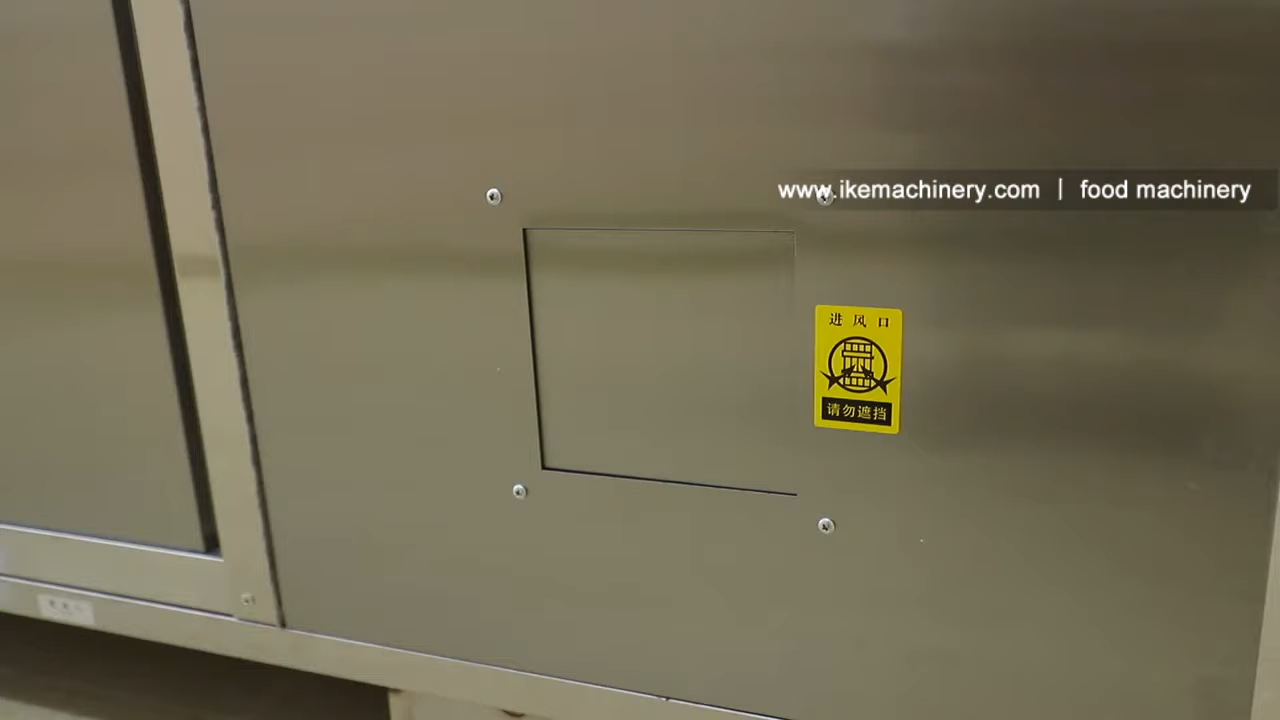 www.ikemachinery.com | food machinery
进风口
请勿遮挡